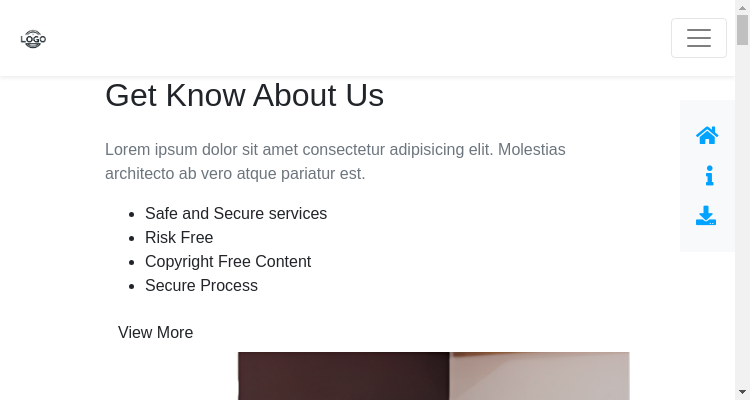 LOGO
Get Know About Us
Lorem ipsum dolor sit amet consectetur adipisicing elit. Molestias
architecto ab vero atque pariatur est.
Safe and Secure services
Risk Free
Copyright Free Content
Secure Process
View More